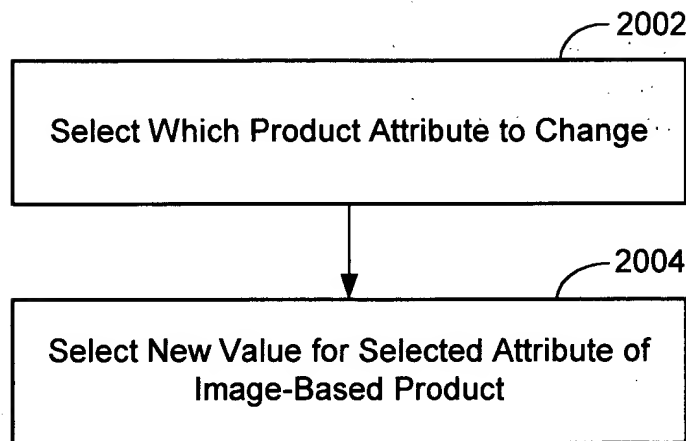 2002
Select Which Product Attribute to Change
2004
Select New Value for Selected Attribute of
Image-Based Product